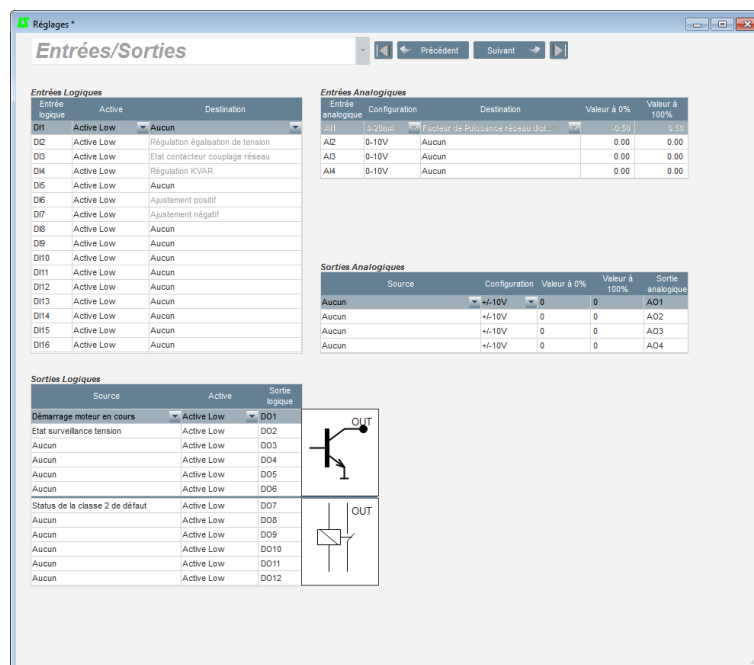 LS Réglages *
Entrées/Sorties
Précédent Suivant
Entrées Logiques
Entrée logique Active Destination
DI1 Active Low Aucun
DI2 Active Low Régulation égalisation de tension
DI3 Active Low Etat contacteur couplage réseau
DI4 Active Low Régulation KVAR
DI5 Active Low Aucun
DI6 Active Low Ajustement positif
DI7 Active Low Ajustement négatif
DI8 Active Low Aucun
DI9 Active Low Aucun
DI10 Active Low Aucun
DI11 Active Low Aucun
DI12 Active Low Aucun
DI13 Active Low Aucun
DI14 Active Low Aucun
DI15 Active Low Aucun
DI16 Active Low Aucun
Entrées Analogiques
Entrée analogique Configuration Destination Valeur à 0% Valeur à 100%
AI1 4-20mA Facteur de Puissance réseau dist... -0.50 0.50
AI2 0-10V Aucun 0.00 0.00
AI3 0-10V Aucun 0.00 0.00
AI4 0-10V Aucun 0.00 0.00
Sorties Analogiques
Source Configuration Valeur à 0% Valeur à 100% Sortie analogique
Aucun +/-10V 0 0 AO1
Aucun +/-10V 0 0 AO2
Aucun +/-10V 0 0 AO3
Aucun +/-10V 0 0 AO4
Sorties Logiques
Source Active Sortie logique
Démarrage moteur en cours Active Low DO1
Etat surveillance tension Active Low DO2
Aucun Active Low DO3
Aucun Active Low DO4
Aucun Active Low DO5
Aucun Active Low DO6
OUT
Status de la classe 2 de défaut Active Low DO7
Aucun Active Low DO8
Aucun Active Low DO9
Aucun Active Low DO10
Aucun Active Low DO11
Aucun Active Low DO12
OUT